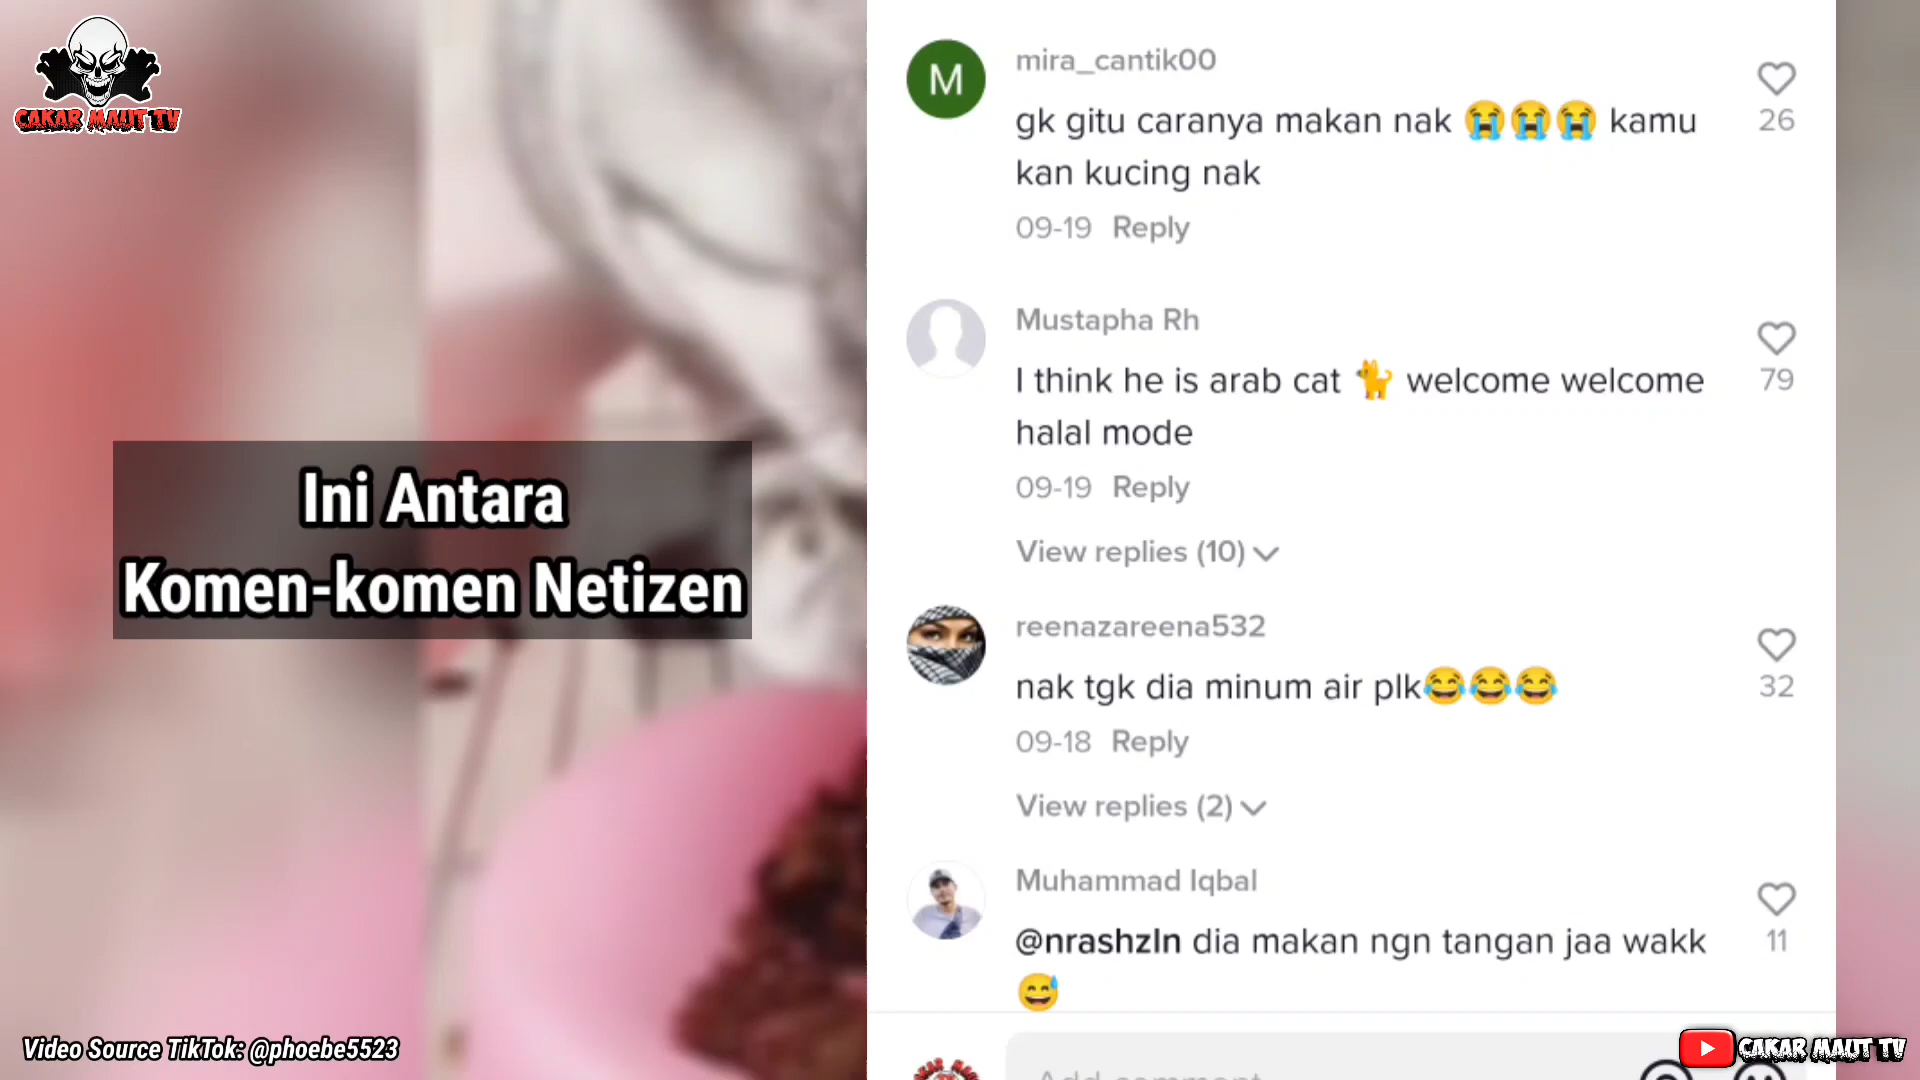 CAKAR MAUT TV
Ini Antara
Komen-komen Netizen
Video Source TikTok: @phoebe5523
M
mira_cantik00
gk gitu caranya makan nak 😭😭😭 kamu
kan kucing nak
26
09-19 Reply
Mustapha Rh
I think he is arab cat 🐈 welcome welcome
halal mode
79
09-19 Reply
View replies (10)
reenazareena532
nak tgk dia minum air plk😂😂😂
32
09-18 Reply
View replies (2)
Muhammad Iqbal
@nrashzln dia makan ngn tangan jaa wakk
😅
11
Add comment
CAKAR MAUT TV